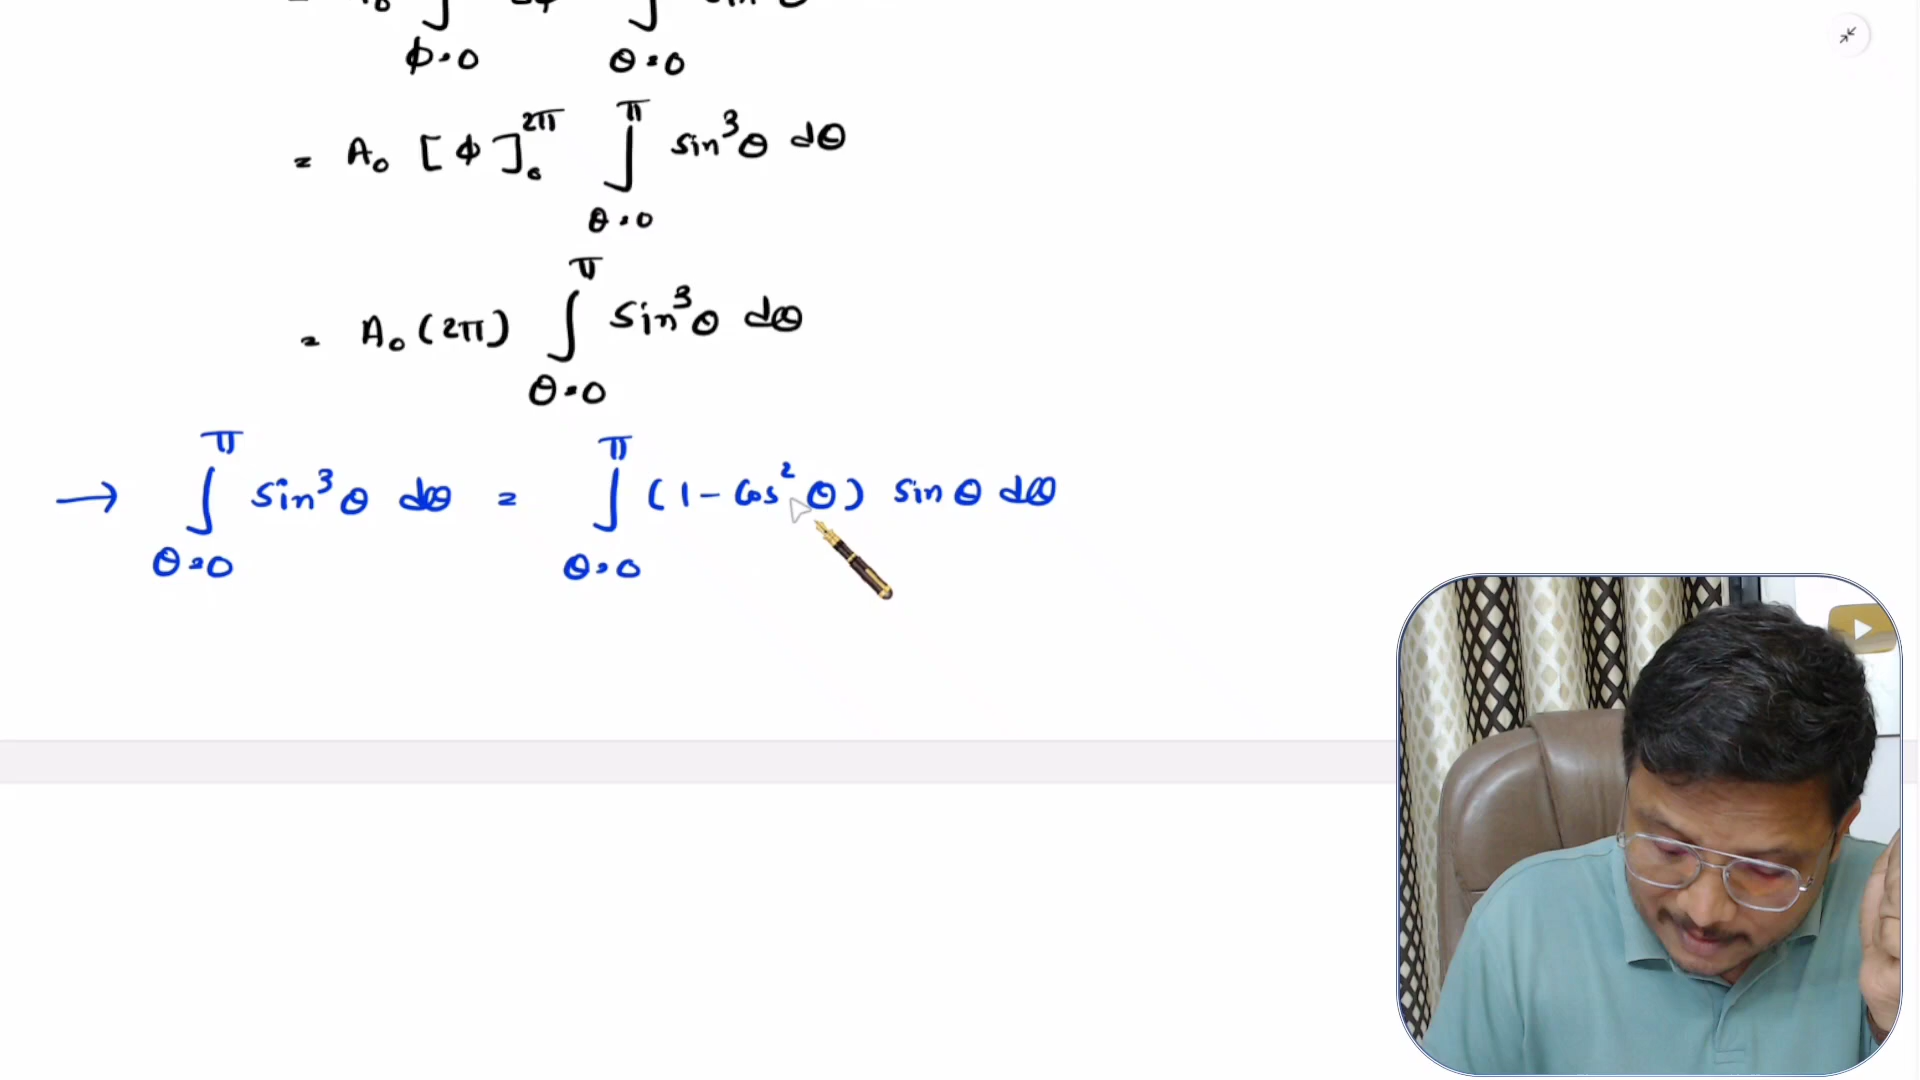 φ=0 θ=0
= A₀ [φ]₀^{2π} ∫_{θ=0}^{π} sin³θ dθ
= A₀ (2π) ∫_{θ=0}^{π} sin³θ dθ
→ ∫_{θ=0}^{π} sin³θ dθ = ∫_{θ=0}^{π} (1 - cos²θ) sinθ dθ